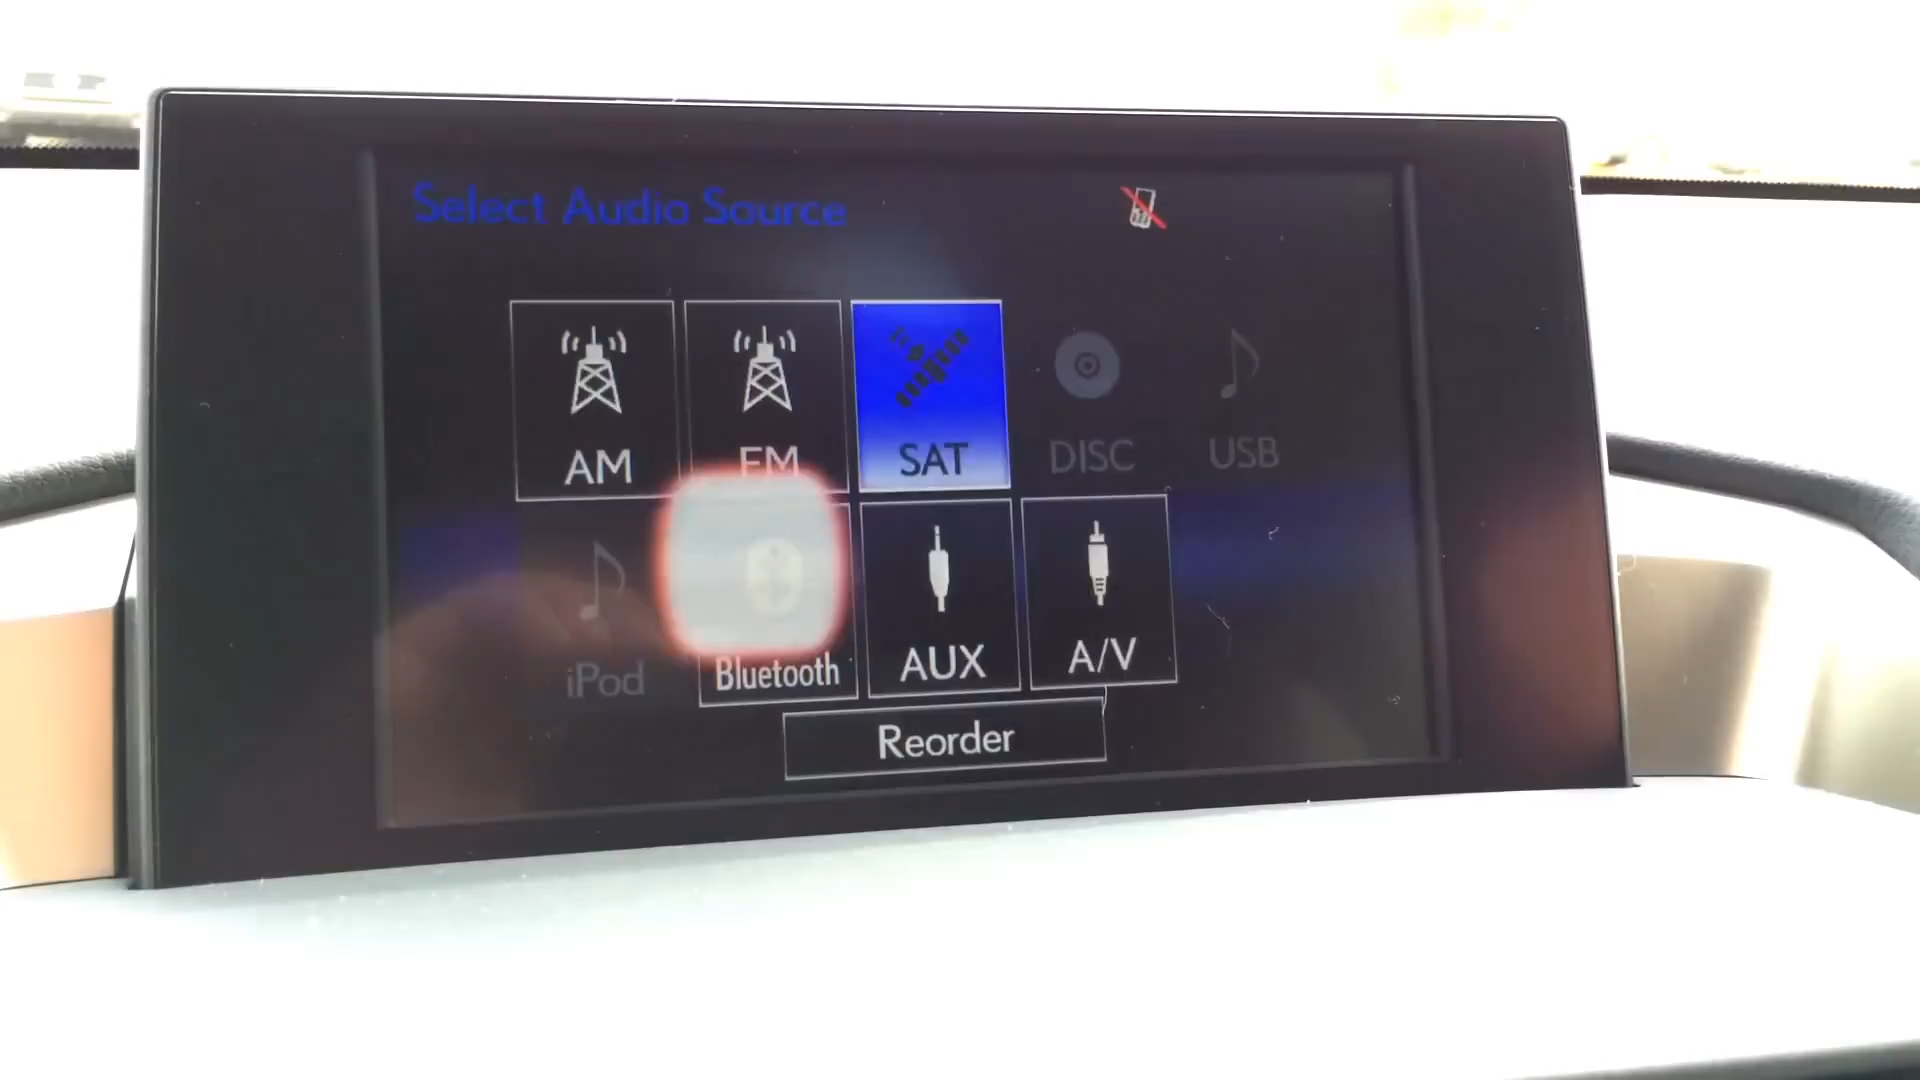 Select Audio Source
AM FM SAT DISC USB
iPod Bluetooth AUX A/V
Reorder